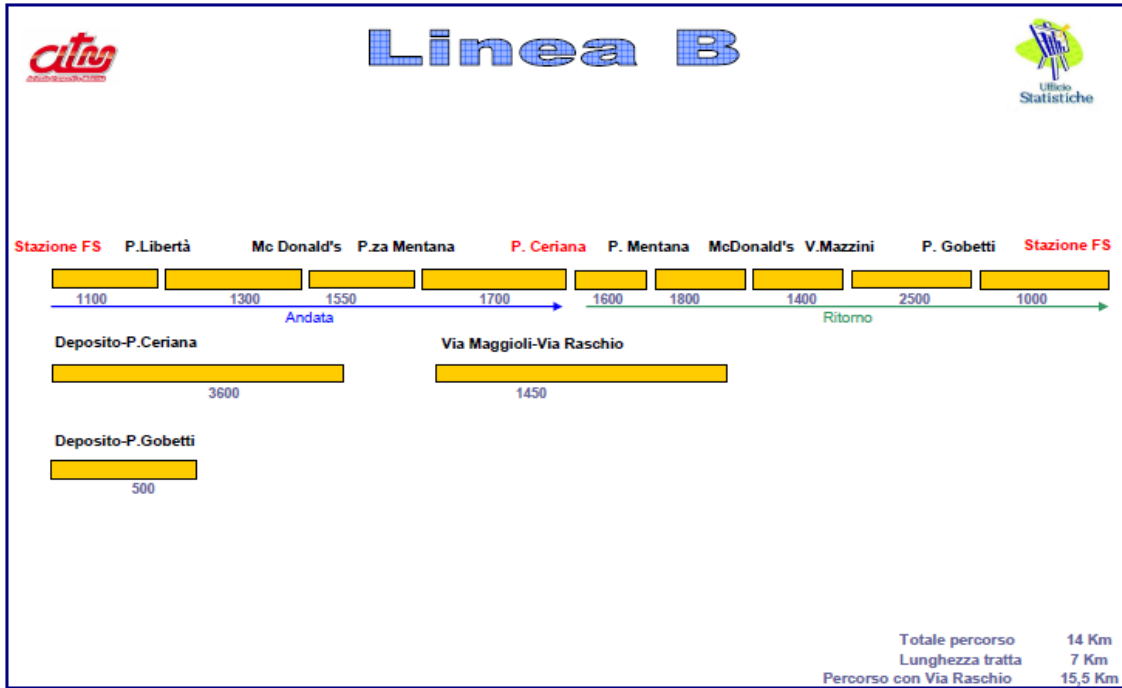 atm
Linea B
Ufficio
Statistiche
Stazione FS P.Libertà Mc Donald's P.za Mentana P. Ceriana P. Mentana McDonald's V.Mazzini P. Gobetti Stazione FS
1100 1300 1550 1700 1600 1800 1400 2500 1000
Andata Ritorno
Deposito-P.Ceriana Via Maggioli-Via Raschio
3600 1450
Deposito-P.Gobetti
500
Totale percorso 14 Km
Lunghezza tratta 7 Km
Percorso con Via Raschio 15,5 Km